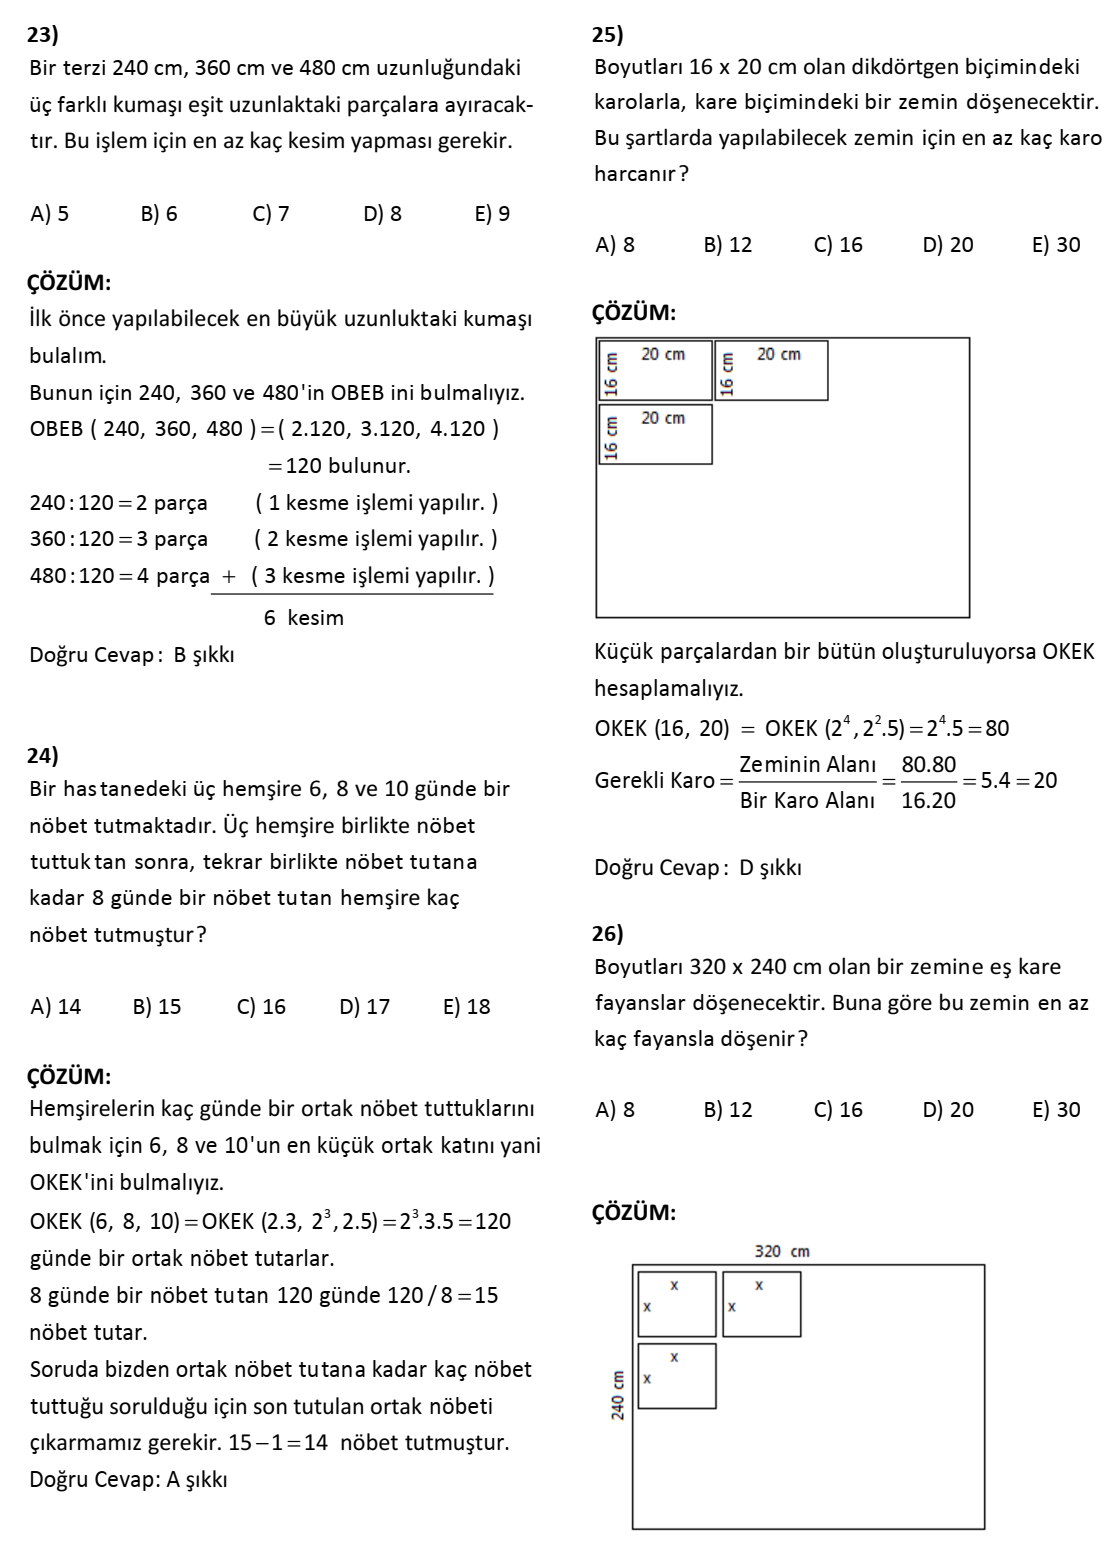 23)
Bir terzi 240 cm, 360 cm ve 480 cm uzunluğundaki
üç farklı kumaşı eşit uzunlaktaki parçalara ayıracak-
tır. Bu işlem için en az kaç kesim yapması gerekir.
A) 5 B) 6 C) 7 D) 8 E) 9
ÇÖZÜM:
İlk önce yapılabilecek en büyük uzunluktaki kumaşı
bulalım.
Bunun için 240, 360 ve 480'in OBEB ini bulmalıyız.
OBEB ( 240, 360, 480 )=( 2.120, 3.120, 4.120 )
=120 bulunur.
240:120=2 parça ( 1 kesme işlemi yapılır. )
360:120=3 parça ( 2 kesme işlemi yapılır. )
480:120=4 parça + ( 3 kesme işlemi yapılır. )
6 kesim
Doğru Cevap: B şıkkı
24)
Bir hastanedeki üç hemşire 6, 8 ve 10 günde bir
nöbet tutmaktadır. Üç hemşire birlikte nöbet
tuttuktan sonra, tekrar birlikte nöbet tutana
kadar 8 günde bir nöbet tutan hemşire kaç
nöbet tutmuştur?
A) 14 B) 15 C) 16 D) 17 E) 18
ÇÖZÜM:
Hemşirelerin kaç günde bir ortak nöbet tuttuklarını
bulmak için 6, 8 ve 10'un en küçük ortak katını yani
OKEK'ini bulmalıyız.
OKEK (6, 8, 10)=OKEK (2.3, 2³,2.5)=2³.3.5=120
günde bir ortak nöbet tutarlar.
8 günde bir nöbet tutan 120 günde 120/8=15
nöbet tutar.
Soruda bizden ortak nöbet tutana kadar kaç nöbet
tuttuğu sorulduğu için son tutulan ortak nöbeti
çıkarmamız gerekir. 15−1=14 nöbet tutmuştur.
Doğru Cevap: A şıkkı
25)
Boyutları 16 x 20 cm olan dikdörtgen biçimindeki
karolarla, kare biçimindeki bir zemin döşenecektir.
Bu şartlarda yapılabilecek zemin için en az kaç karo
harcanır?
A) 8 B) 12 C) 16 D) 20 E) 30
ÇÖZÜM:
20 cm 20 cm
16 cm 16 cm
20 cm
16 cm
Küçük parçalardan bir bütün oluşturuluyorsa OKEK
hesaplamalıyız.
OKEK (16, 20) = OKEK (2⁴,2².5)=2⁴.5=80
Gerekli Karo = Zeminin Alanı / Bir Karo Alanı = 80.80 / 16.20 = 5.4 = 20
Doğru Cevap: D şıkkı
26)
Boyutları 320 x 240 cm olan bir zemine eş kare
fayanslar döşenecektir. Buna göre bu zemin en az
kaç fayansla döşenir?
A) 8 B) 12 C) 16 D) 20 E) 30
ÇÖZÜM:
320 cm
x x
x x
x
x
240 cm